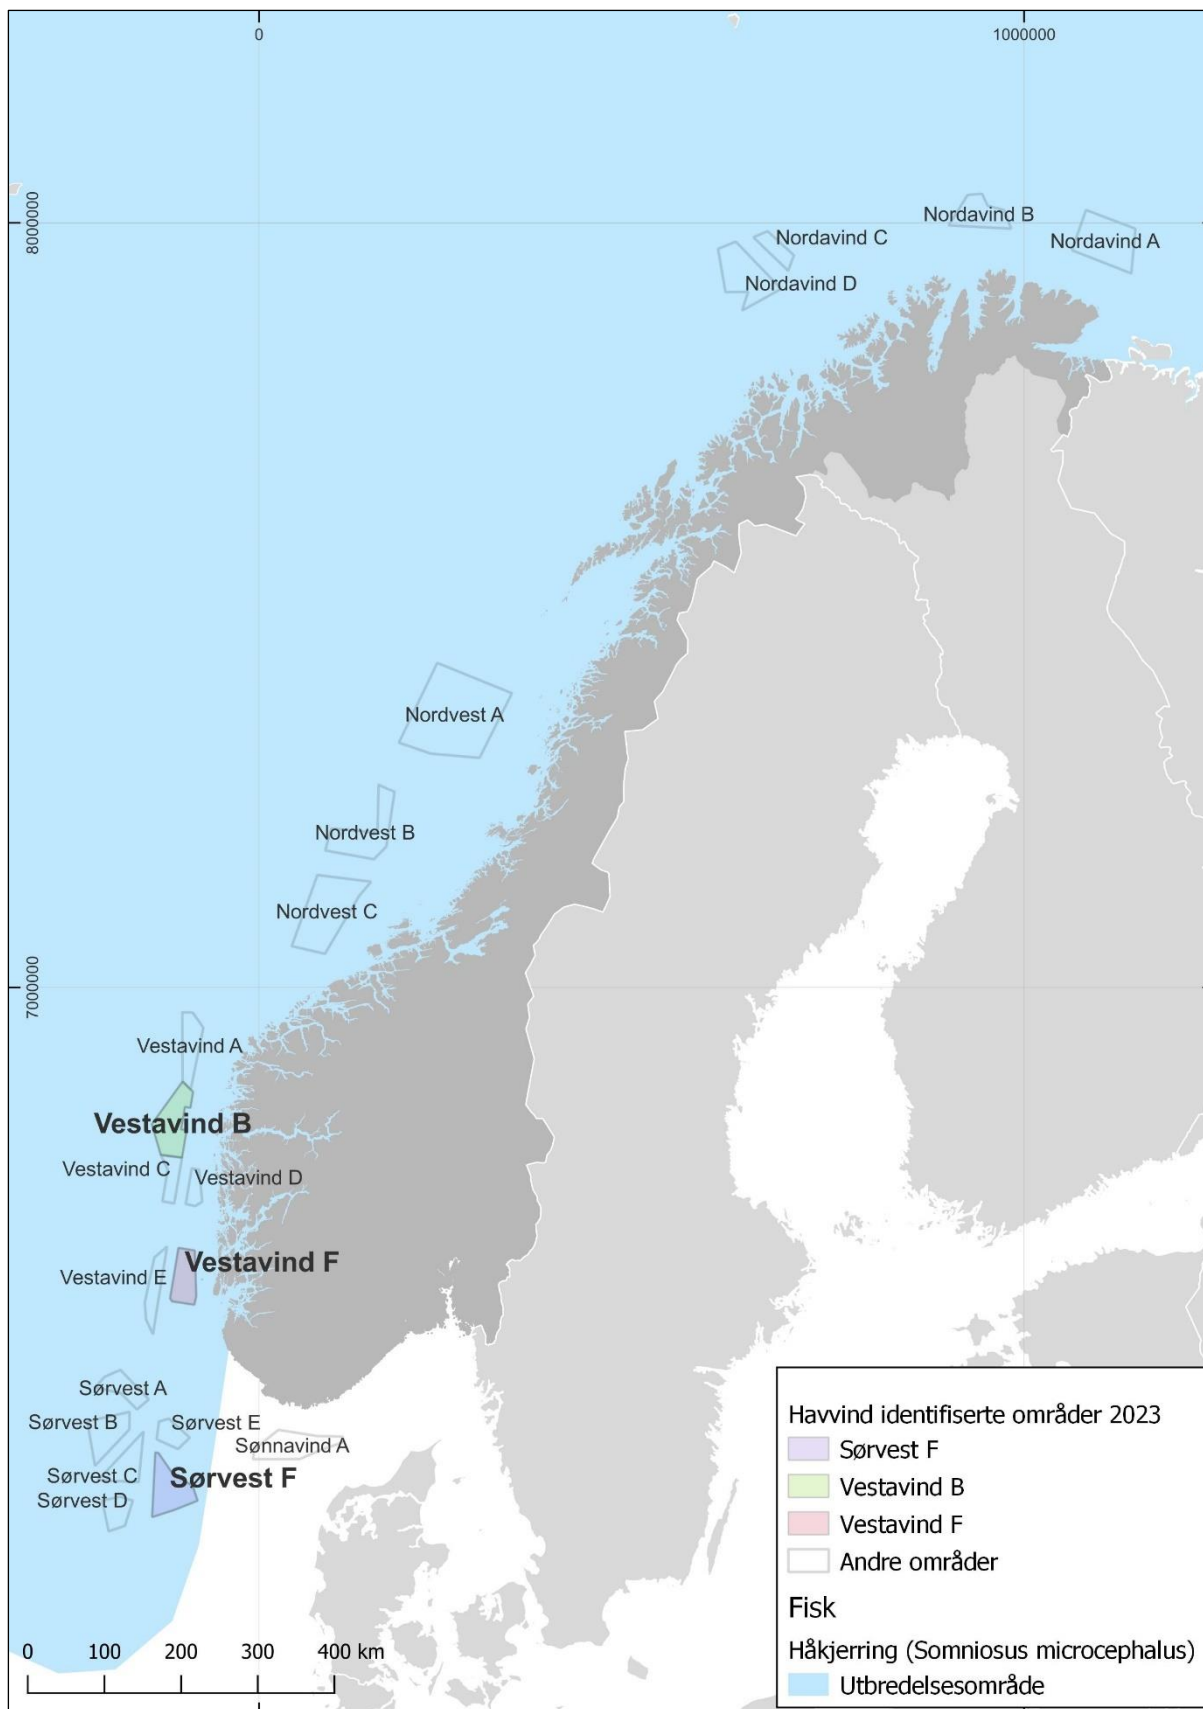 0
1000000
8000000
Nordavind B
Nordavind C
Nordavind A
Nordavind D
Nordvest A
Nordvest B
Nordvest C
7000000
Vestavind A
Vestavind B
Vestavind C
Vestavind D
Vestavind F
Vestavind E
Sørvest A
Sørvest B
Sørvest E
Sønnavind A
Sørvest C
Sørvest F
Sørvest D
0 100 200 300 400 km
Havvind identifiserte områder 2023
Sørvest F
Vestavind B
Vestavind F
Andre områder
Fisk
Håkjerring (Somniosus microcephalus)
Utbredelsesområde